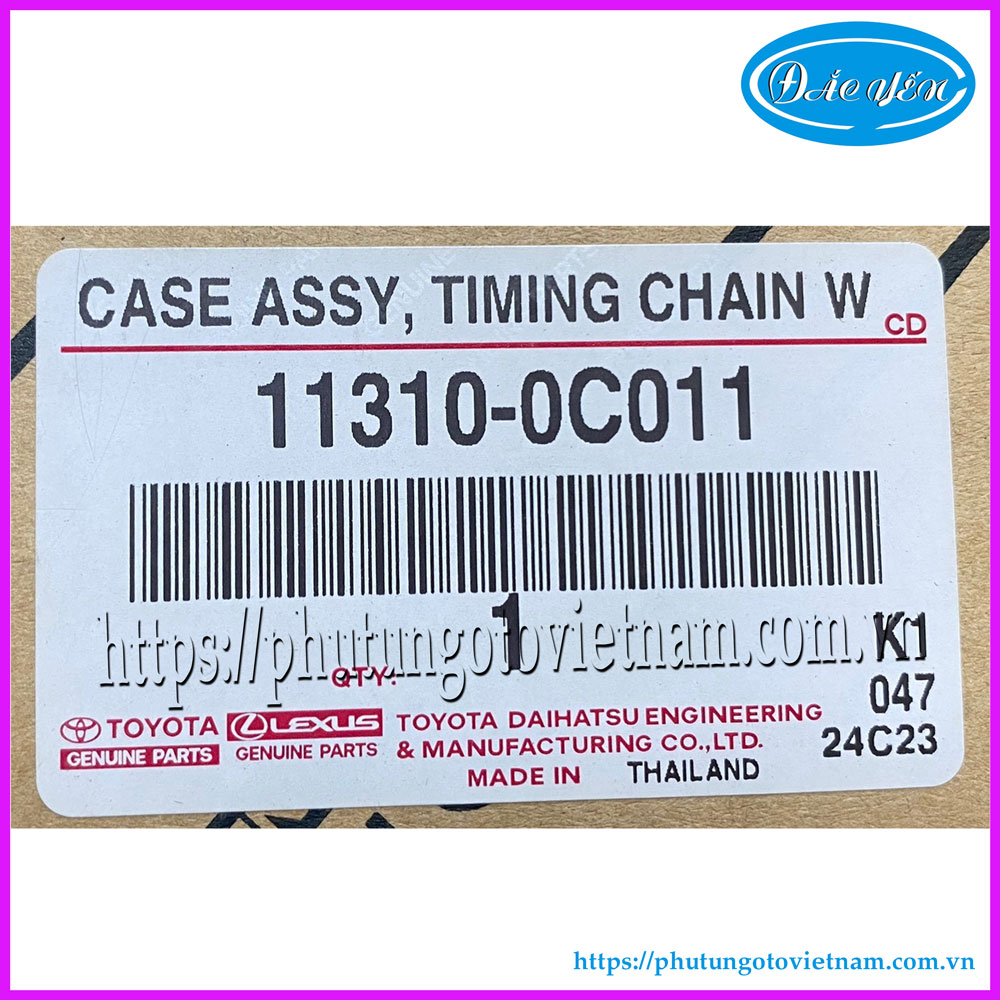 ĐẮC YẾN
CASE ASSY, TIMING CHAIN W
CD
11310-0C011
1
https://phutungotovietnam.com.vn
K1
QTY:
047
TOYOTA
GENUINE PARTS
LEXUS
GENUINE PARTS
TOYOTA DAIHATSU ENGINEERING
& MANUFACTURING CO.,LTD.
24C23
MADE IN THAILAND
https://phutungotovietnam.com.vn